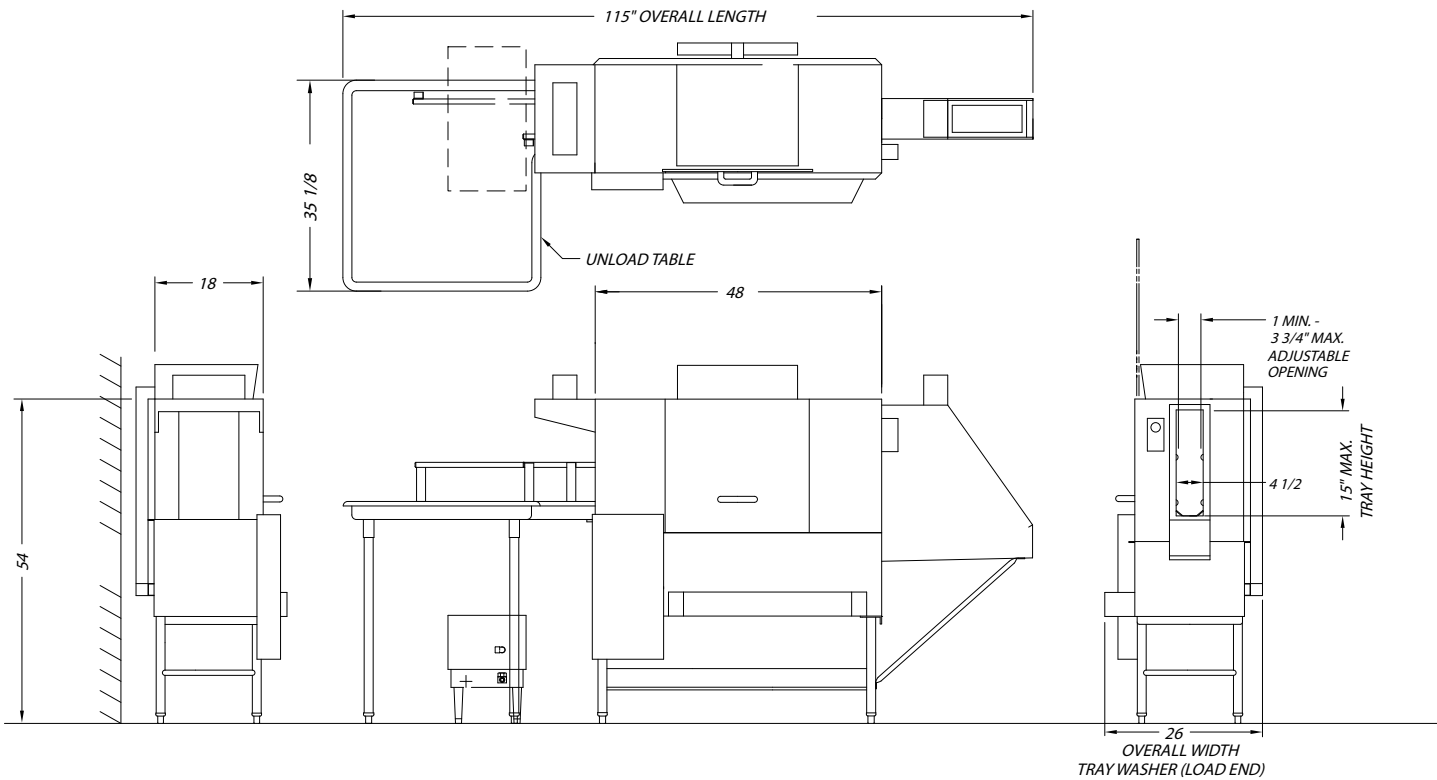 115" OVERALL LENGTH
35 1/8
UNLOAD TABLE
18
48
1 MIN. -
3 3/4" MAX.
ADJUSTABLE
OPENING
15" MAX.
TRAY HEIGHT
4 1/2
54
26
OVERALL WIDTH
TRAY WASHER (LOAD END)